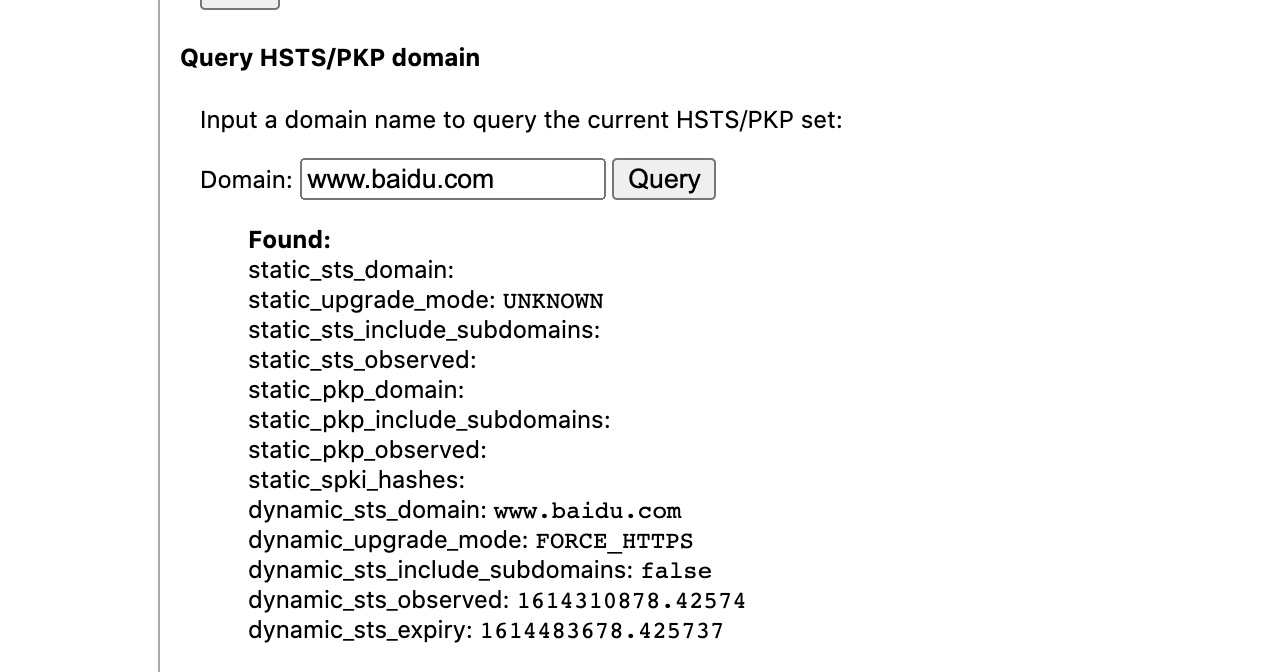 Query HSTS/PKP domain
Input a domain name to query the current HSTS/PKP set:
Domain: www.baidu.com Query
Found:
static_sts_domain:
static_upgrade_mode: UNKNOWN
static_sts_include_subdomains:
static_sts_observed:
static_pkp_domain:
static_pkp_include_subdomains:
static_pkp_observed:
static_spki_hashes:
dynamic_sts_domain: www.baidu.com
dynamic_upgrade_mode: FORCE_HTTPS
dynamic_sts_include_subdomains: false
dynamic_sts_observed: 1614310878.42574
dynamic_sts_expiry: 1614483678.425737